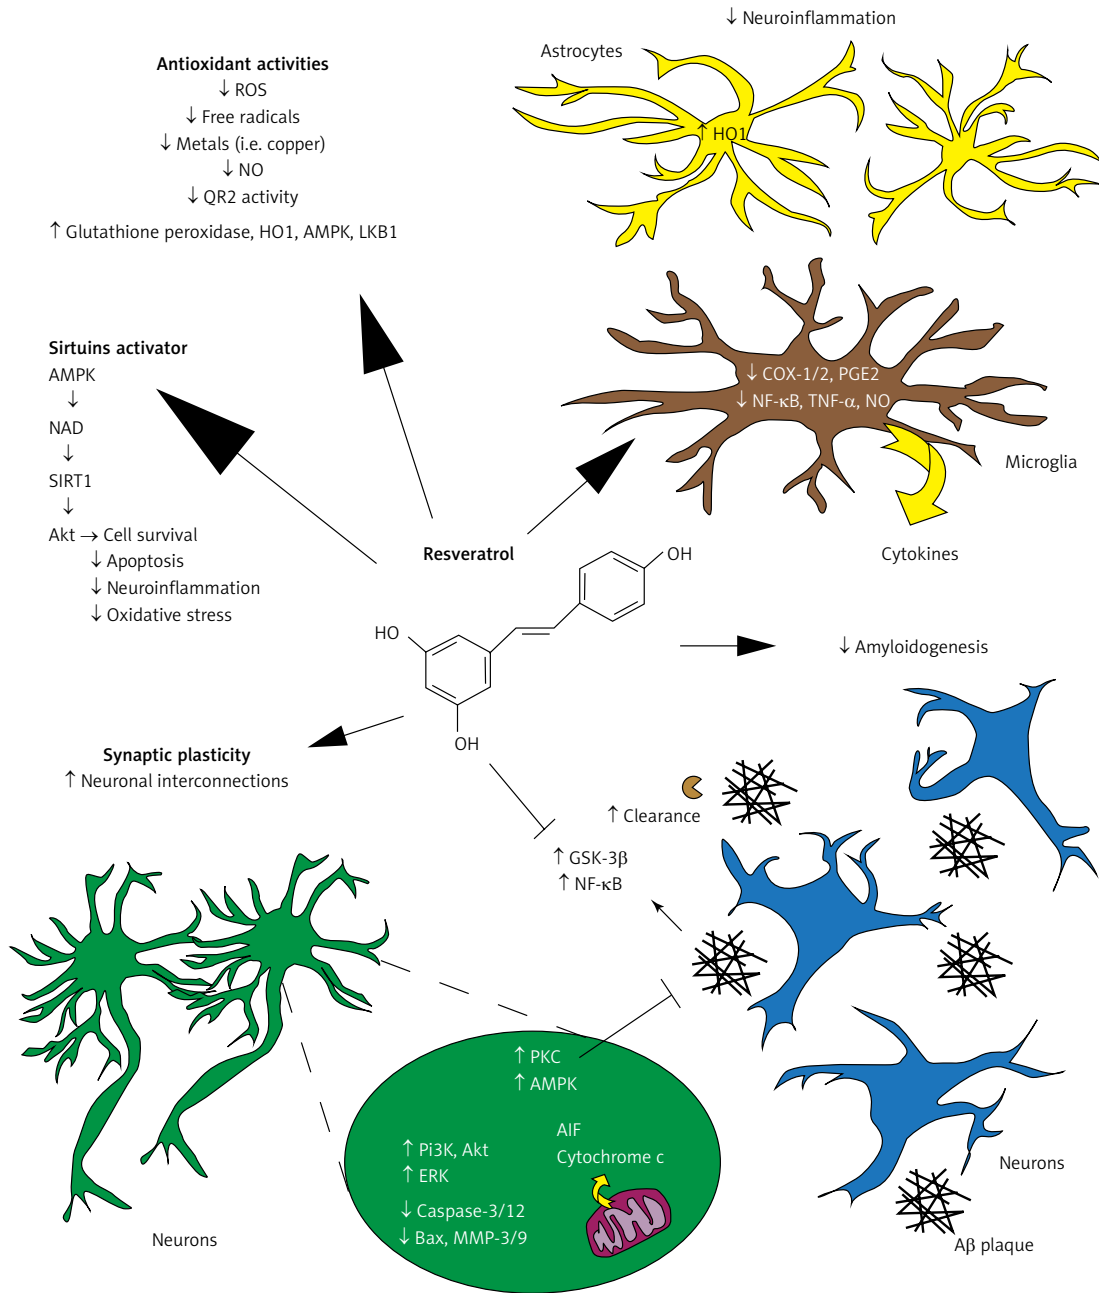 ↓ Neuroinflammation
Astrocytes
↑ HO1
Antioxidant activities
↓ ROS
↓ Free radicals
↓ Metals (i.e. copper)
↓ NO
↓ QR2 activity
↑ Glutathione peroxidase, HO1, AMPK, LKB1
↓ COX-1/2, PGE2
↓ NF-κB, TNF-α, NO
Microglia
Cytokines
Sirtuins activator
AMPK
↓
NAD
↓
SIRT1
↓
Akt → Cell survival
↓ Apoptosis
↓ Neuroinflammation
↓ Oxidative stress
Resveratrol
OH
HO
OH
↓ Amyloidogenesis
Synaptic plasticity
↑ Neuronal interconnections
↑ Clearance
↑ GSK-3β
↑ NF-κB
↑ PKC
↑ AMPK
AIF
Cytochrome c
↑ Pi3K, Akt
↑ ERK
↓ Caspase-3/12
↓ Bax, MMP-3/9
Neurons
Neurons
Aβ plaque